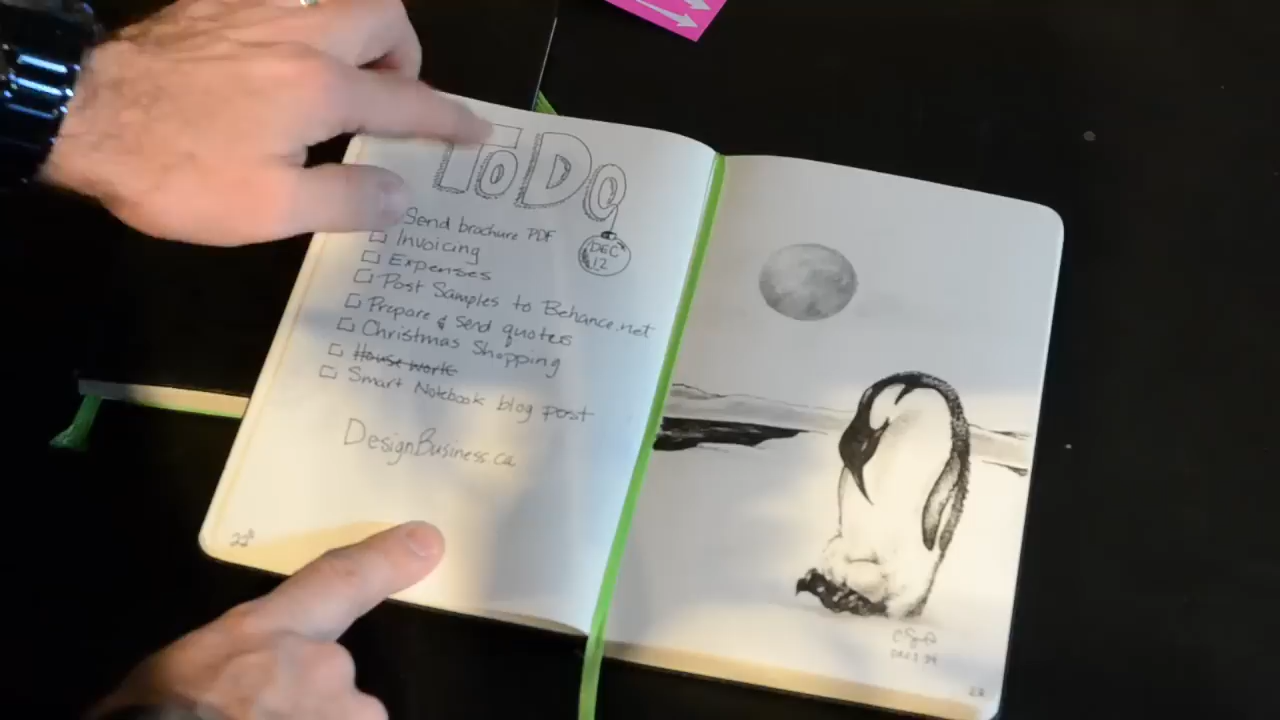 ToDo
Send brochure PDF
DEC
12
Invoicing
Expenses
Post Samples to Behance.net
Prepare & Send quotes
Christmas Shopping
House work
Smart Notebook blog post
DesignBusiness.ca
22